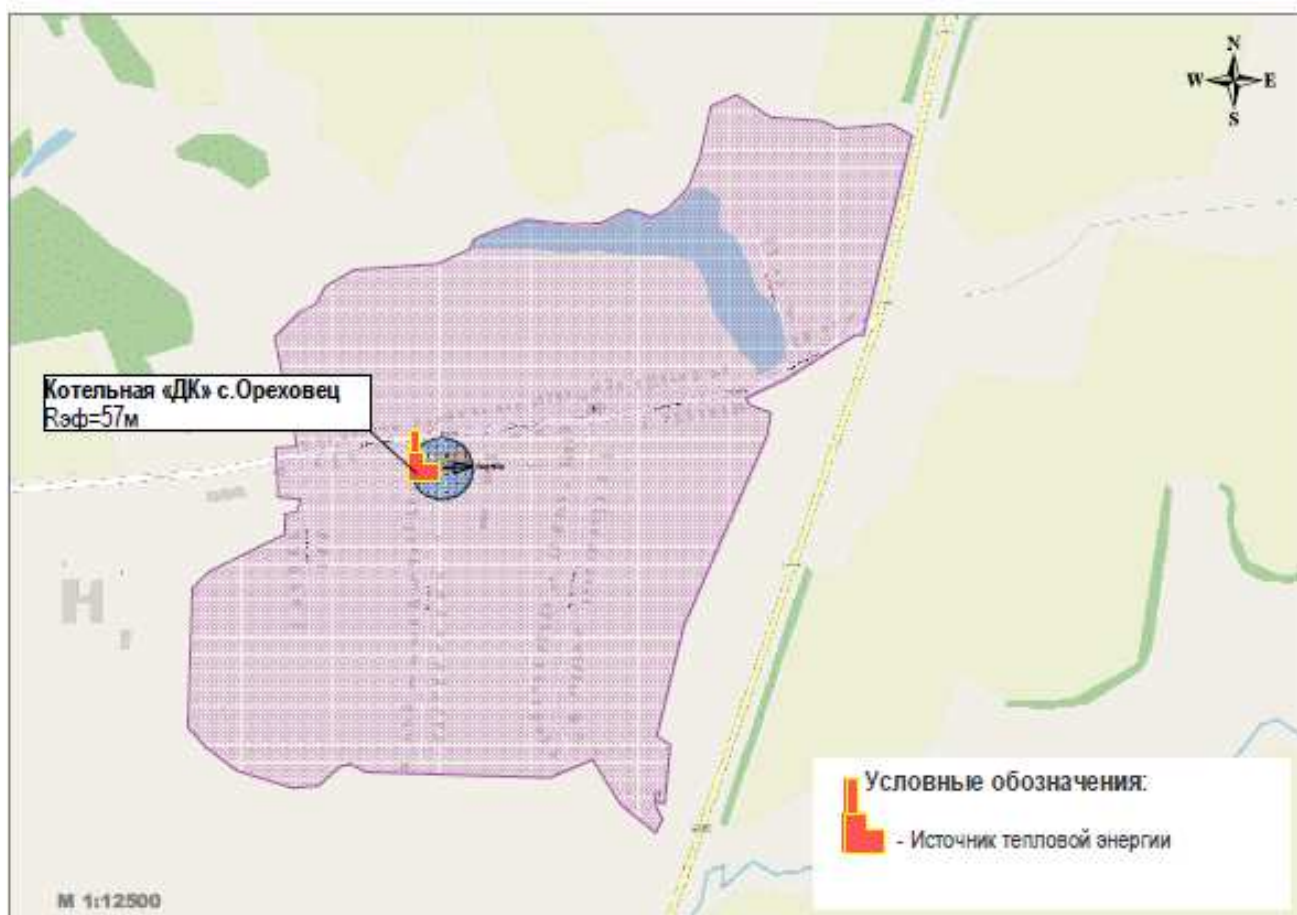 N
W E
S
Котельная «ДК» с.Ореховец
Rэф=57м
Н
Условные обозначения:
- Источник тепловой энергии
М 1:12500